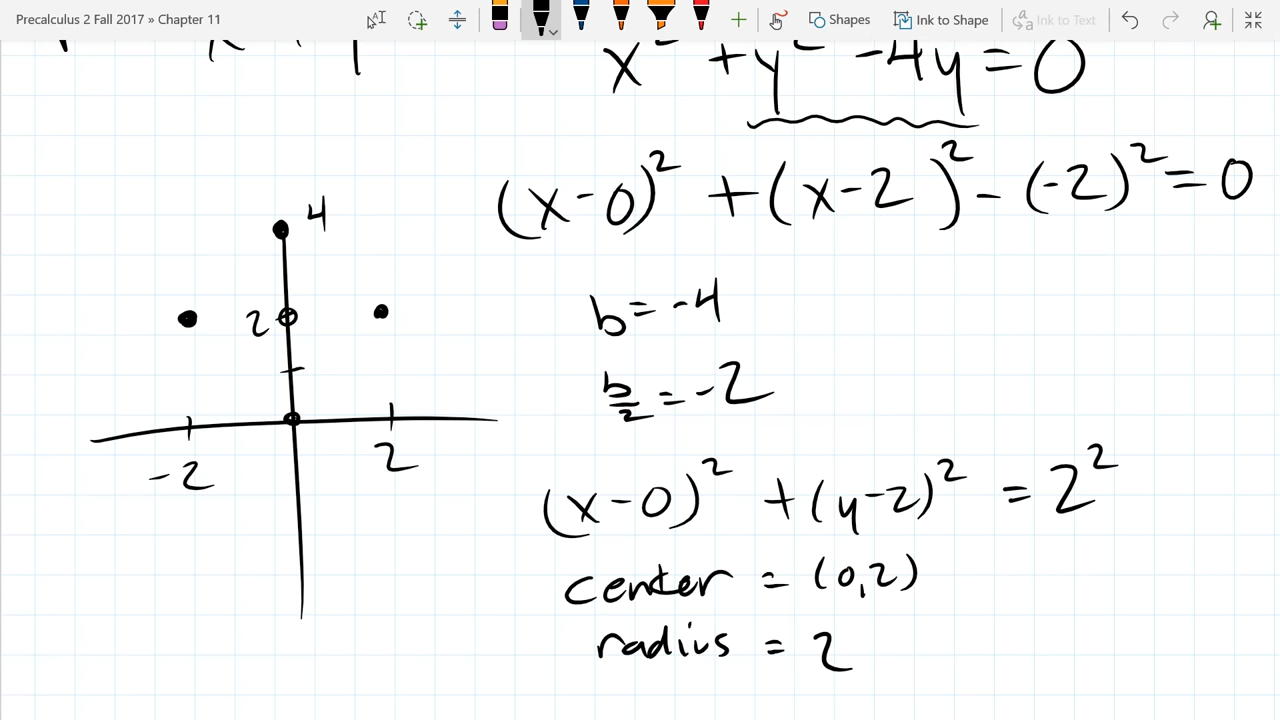 Precalculus 2 Fall 2017 » Chapter 11
Shapes
Ink to Shape
Ink to Text
x² + y² - 4y = 0
(x - 0)² + (x - 2)² - (-2)² = 0
4
2
-2
2
b = -4
b/2 = -2
(x - 0)² + (y - 2)² = 2²
center = (0,2)
radius = 2